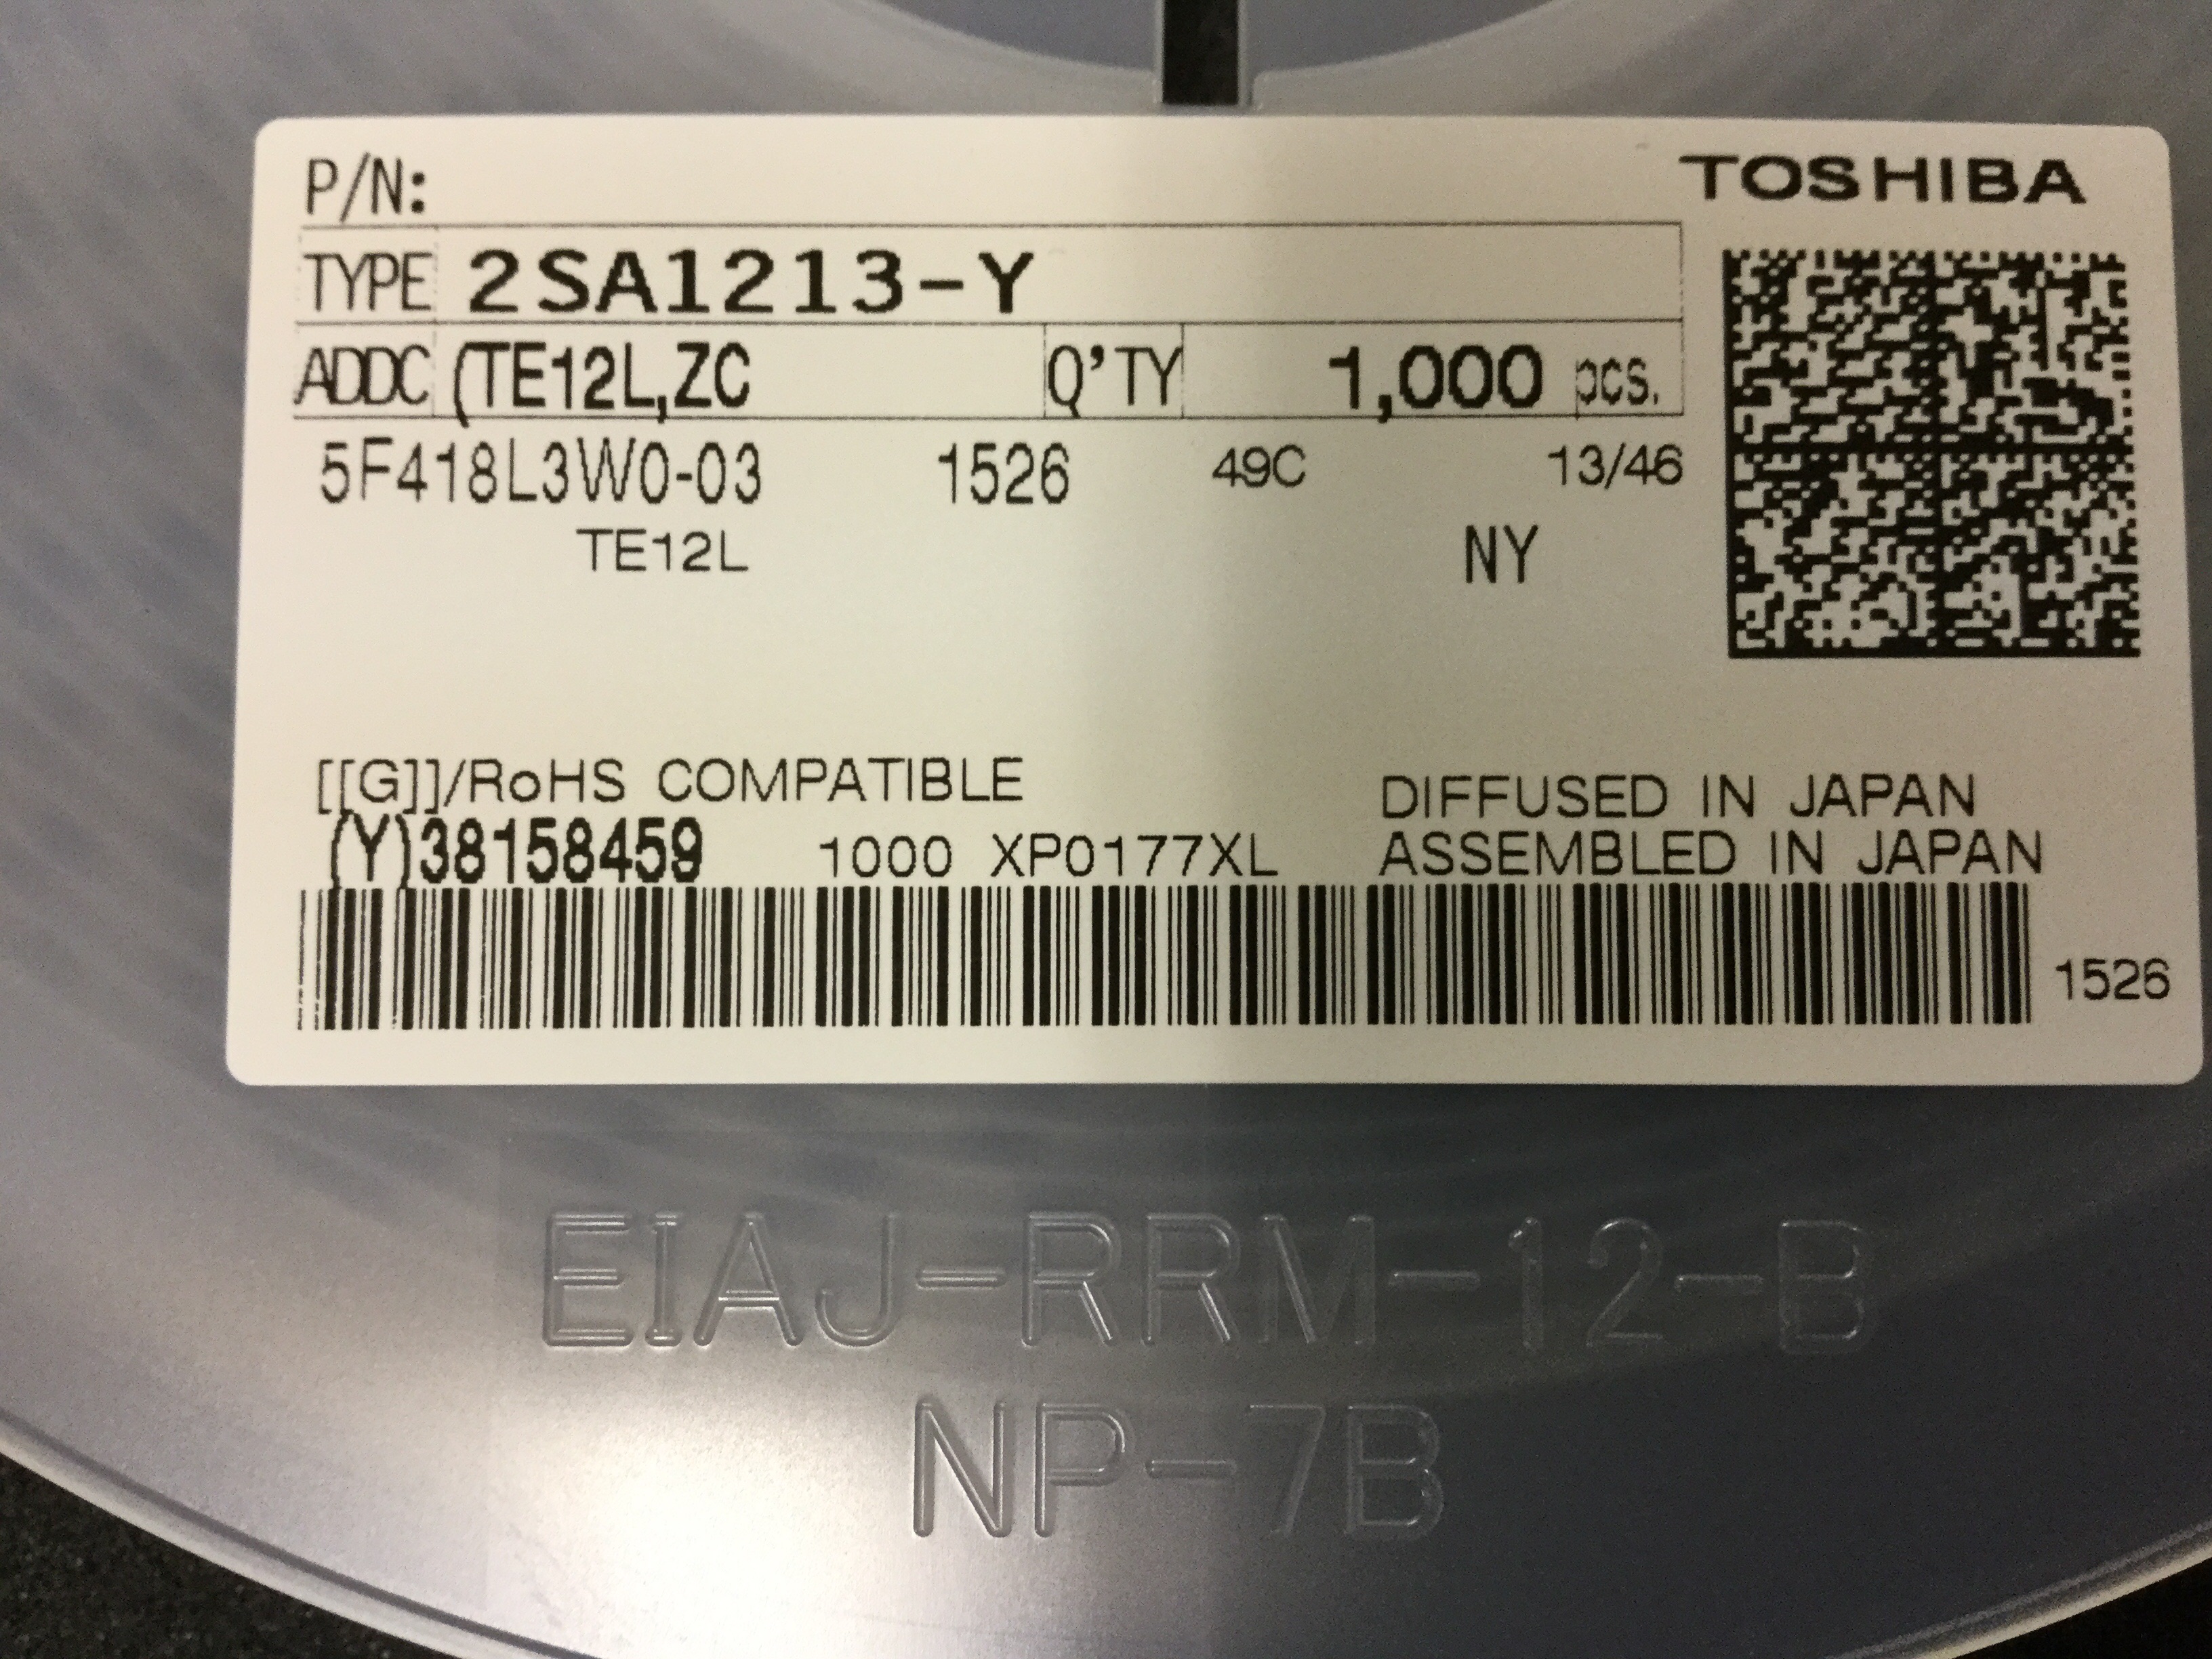 P/N:
TOSHIBA
TYPE 2SA1213-Y
ADDC (TE12L,ZC Q'TY 1,000 pcs.
5F418L3W0-03 1526 49C 13/46
TE12L NY
[[G]]/RoHS COMPATIBLE
DIFFUSED IN JAPAN
(Y)38158459 1000 XP0177XL
ASSEMBLED IN JAPAN
1526
EIAJ-RRM-12-B
NP-7B